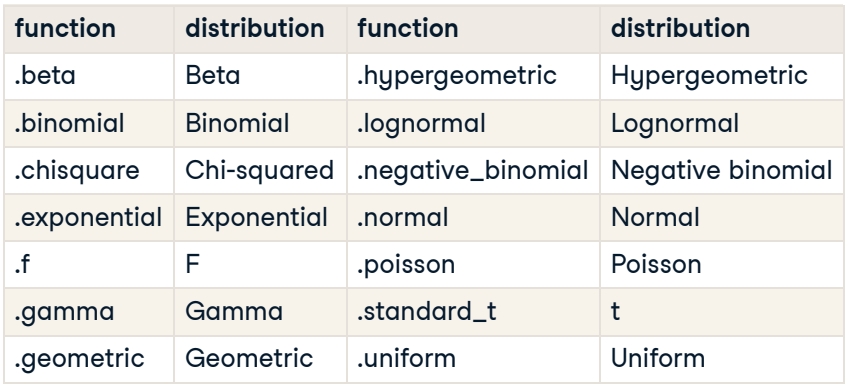 function distribution function distribution
.beta Beta .hypergeometric Hypergeometric
.binomial Binomial .lognormal Lognormal
.chisquare Chi-squared .negative_binomial Negative binomial
.exponential Exponential .normal Normal
.f F .poisson Poisson
.gamma Gamma .standard_t t
.geometric Geometric .uniform Uniform